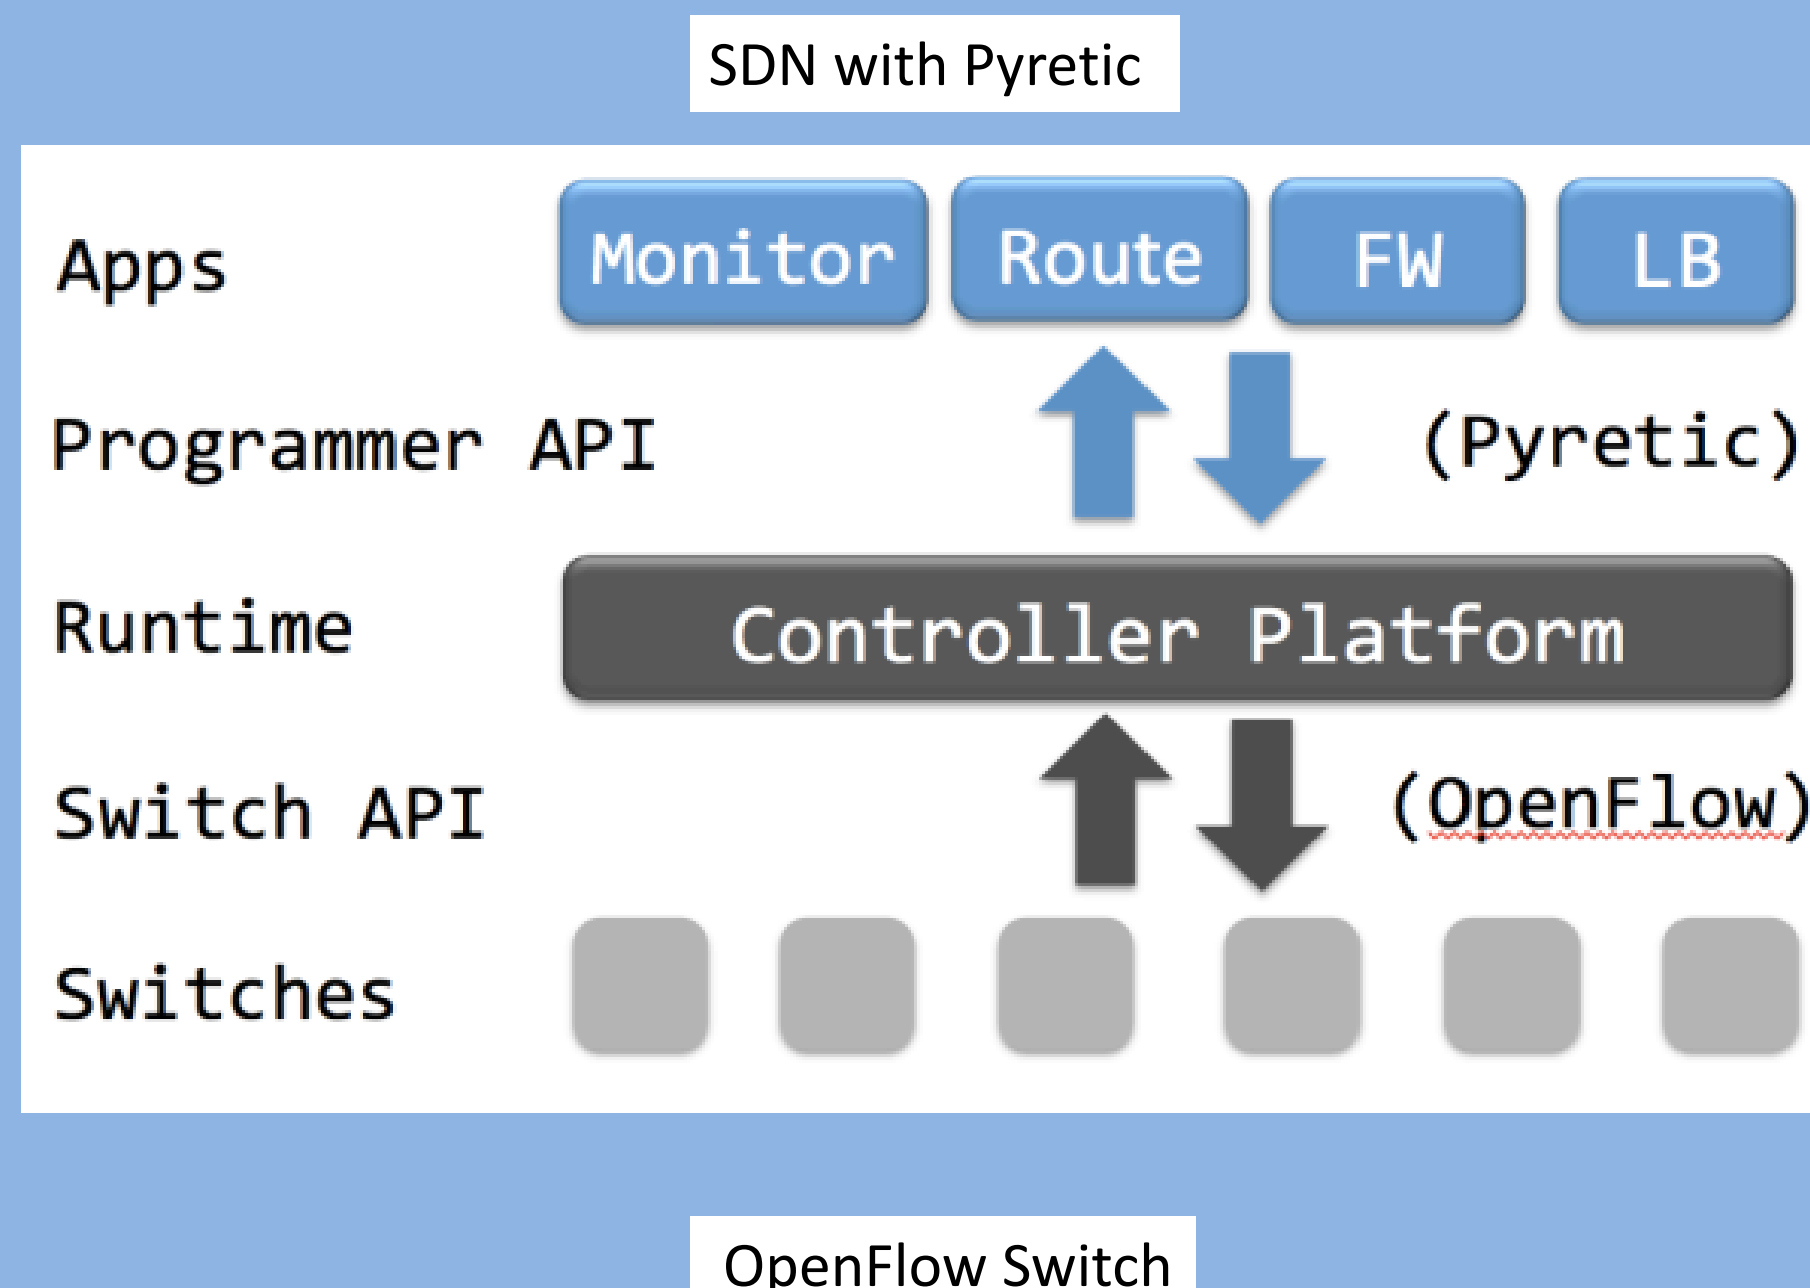 SDN with Pyretic
Apps Monitor Route FW LB
Programmer API (Pyretic)
Runtime Controller Platform
Switch API (OpenFlow)
Switches
OpenFlow Switch